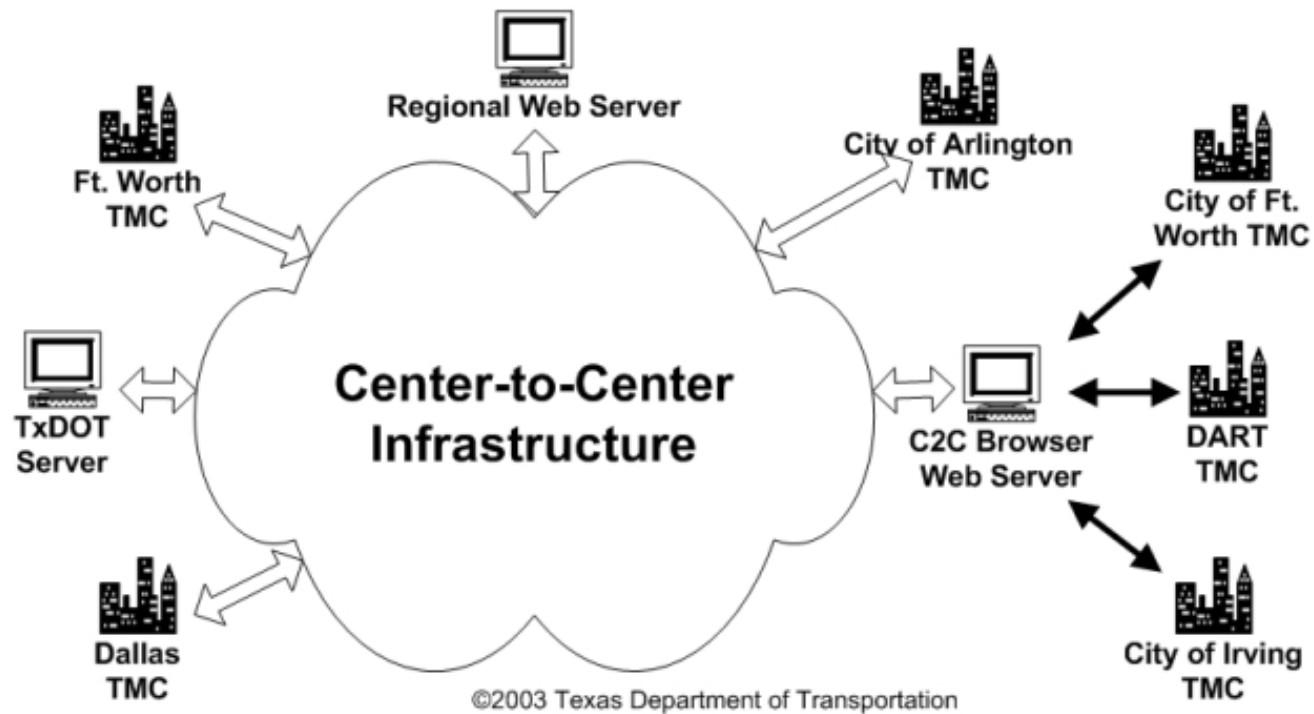 Regional Web Server
Ft. Worth
TMC
City of Arlington
TMC
City of Ft.
Worth TMC
TxDOT
Server
Center-to-Center
Infrastructure
C2C Browser
Web Server
DART
TMC
Dallas
TMC
City of Irving
TMC
©2003 Texas Department of Transportation